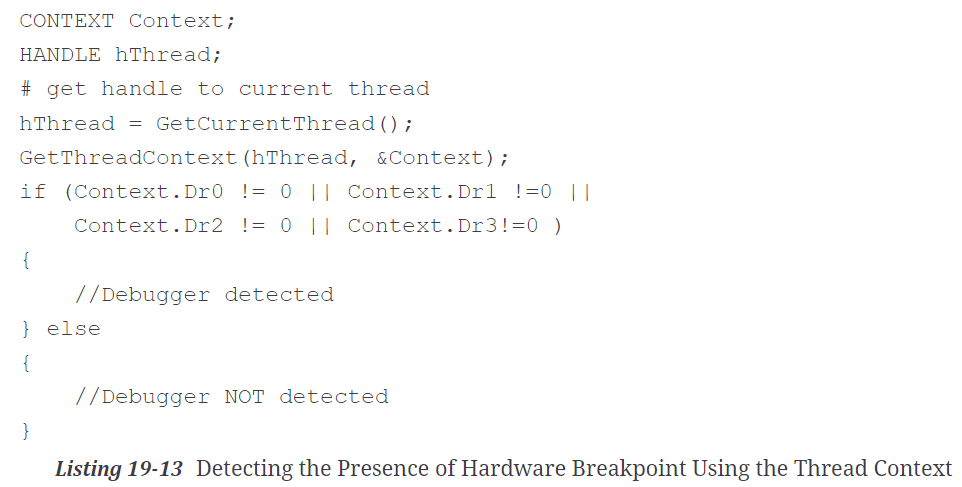 CONTEXT Context;
HANDLE hThread;
# get handle to current thread
hThread = GetCurrentThread();
GetThreadContext(hThread, &Context);
if (Context.Dr0 != 0 || Context.Dr1 !=0 ||
    Context.Dr2 != 0 || Context.Dr3!=0 )
{
    //Debugger detected
} else
{
    //Debugger NOT detected
}
Listing 19-13 Detecting the Presence of Hardware Breakpoint Using the Thread Context